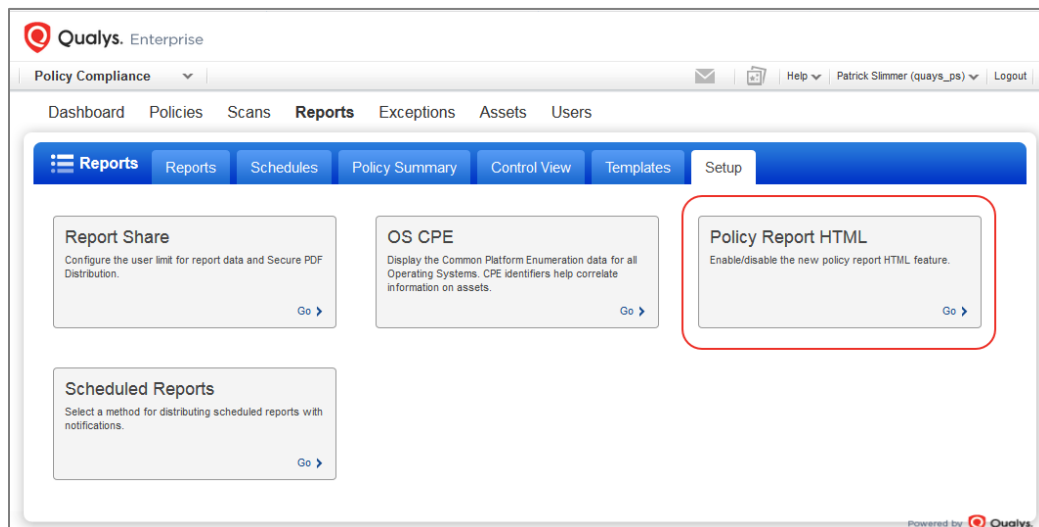 Qualys. Enterprise
Policy Compliance
Help
Patrick Slimmer (quays_ps)
Logout
Dashboard Policies Scans Reports Exceptions Assets Users
Reports Reports Schedules Policy Summary Control View Templates Setup
Report Share
Configure the user limit for report data and Secure PDF
Distribution.
Go
OS CPE
Display the Common Platform Enumeration data for all
Operating Systems. CPE identifiers help correlate
information on assets.
Go
Policy Report HTML
Enable/disable the new policy report HTML feature.
Go
Scheduled Reports
Select a method for distributing scheduled reports with
notifications.
Go
Powered by Qualys.